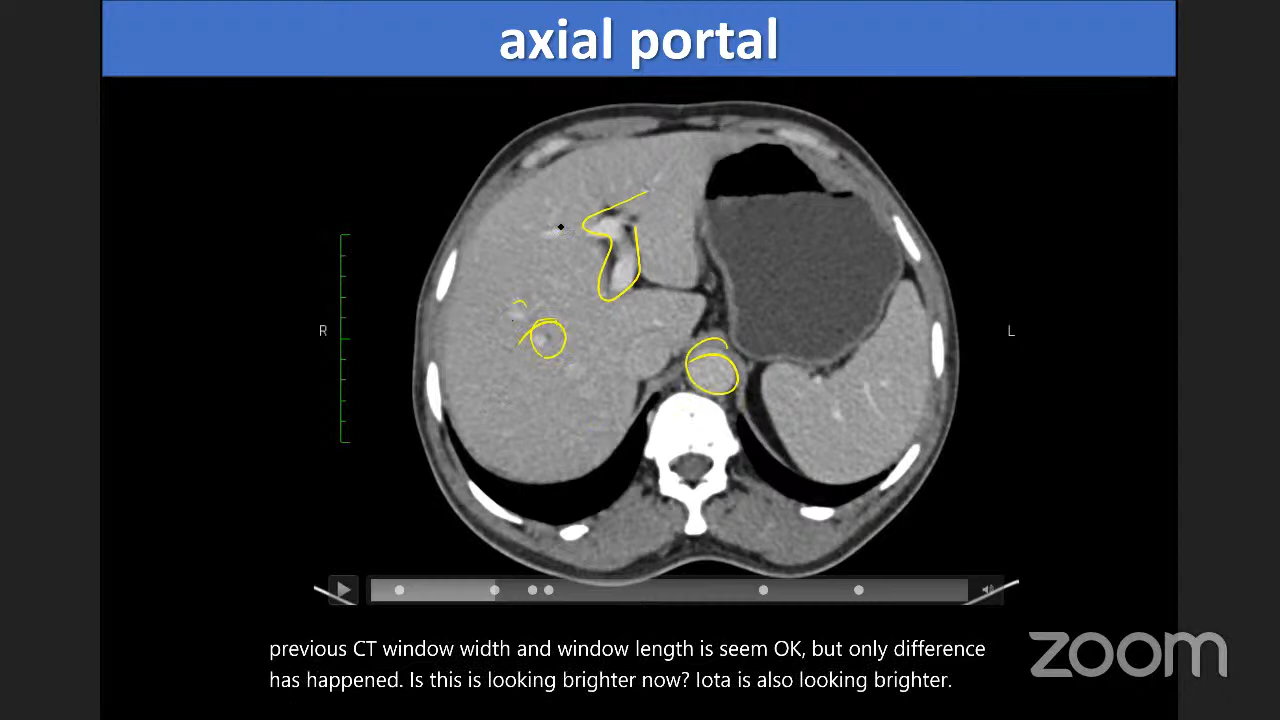 axial portal
R
L
previous CT window width and window length is seem OK, but only difference
has happened. Is this is looking brighter now? Iota is also looking brighter.
zoom